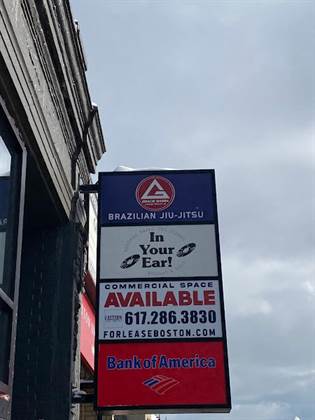 BRAZILIAN JIU-JITSU
In
Your
Ear!
COMMERCIAL SPACE
AVAILABLE
617.286.3830
FORLEASEBOSTON.COM
Bank of America